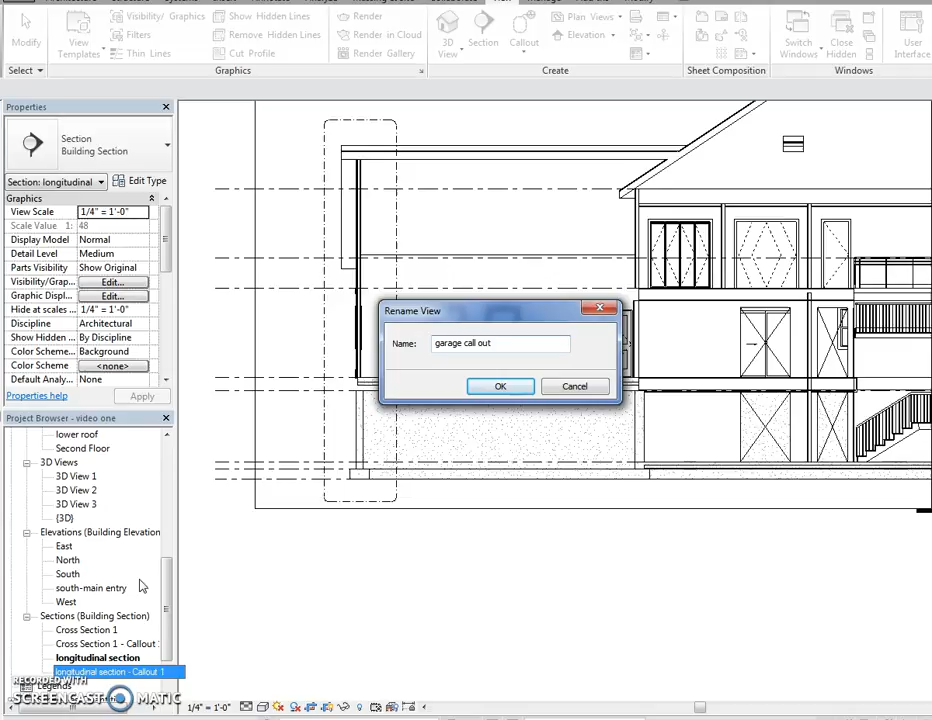 Visibility/ Graphics
Show Hidden Lines
Render
Plan Views
Filters
Remove Hidden Lines
Render in Cloud
Elevation
Modify
View
Templates
Thin Lines
Cut Profile
Render Gallery
3D
View
Section
Callout
Switch
Windows
Close
Hidden
User
Interface
Select
Graphics
Create
Sheet Composition
Windows
Properties
Section
Building Section
Section: longitudinal
Edit Type
Graphics
View Scale 1/4" = 1'-0"
Scale Value 1: 48
Display Model Normal
Detail Level Medium
Parts Visibility Show Original
Visibility/Grap... Edit...
Graphic Displ... Edit...
Hide at scales ... 1/4" = 1'-0"
Discipline Architectural
Show Hidden ... By Discipline
Color Scheme... Background
Color Scheme <none>
Default Analy... None
Properties help
Apply
Rename View
Name: garage call out
OK
Cancel
Project Browser - video one
lower roof
Second Floor
3D Views
3D View 1
3D View 2
3D View 3
{3D}
Elevations (Building Elevation
East
North
South
south-main entry
West
Sections (Building Section)
Cross Section 1
Cross Section 1 - Callout
longitudinal section
longitudinal section - Callout 1
Legends
RECORDED WITH
SCREENCAST MATIC
1/4" = 1'-0"